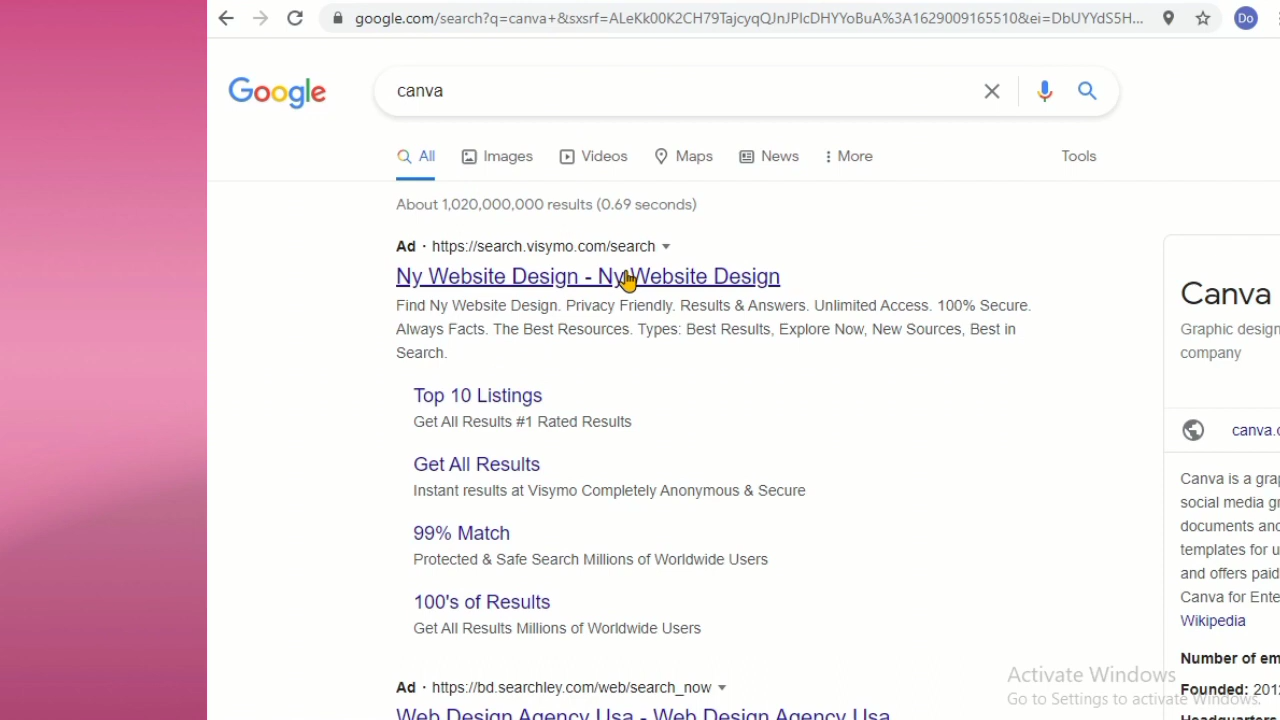 google.com/search?q=canva+&sxsrf=ALeKk00K2CH79TajcyqQJnJPlcDHYYoBuA%3A1629009165510&ei=DbUYYdS5H...
Do
Google
canva
All
Images
Videos
Maps
News
More
Tools
About 1,020,000,000 results (0.69 seconds)
Ad · https://search.visymo.com/search
Ny Website Design - Ny Website Design
Find Ny Website Design. Privacy Friendly. Results & Answers. Unlimited Access. 100% Secure.
Always Facts. The Best Resources. Types: Best Results, Explore Now, New Sources, Best in
Search.
Top 10 Listings
Get All Results #1 Rated Results
Get All Results
Instant results at Visymo Completely Anonymous & Secure
99% Match
Protected & Safe Search Millions of Worldwide Users
100's of Results
Get All Results Millions of Worldwide Users
Ad · https://bd.searchley.com/web/search_now
Web Design Agency Usa - Web Design Agency Usa
Canva
Graphic design
company
canva.
Canva is a
social media
documents and
templates for
and offers paid
Canva for
Wikipedia
Number of
Founded: 201
Headquarters
Activate Windows
Go to Settings to activate Windows.